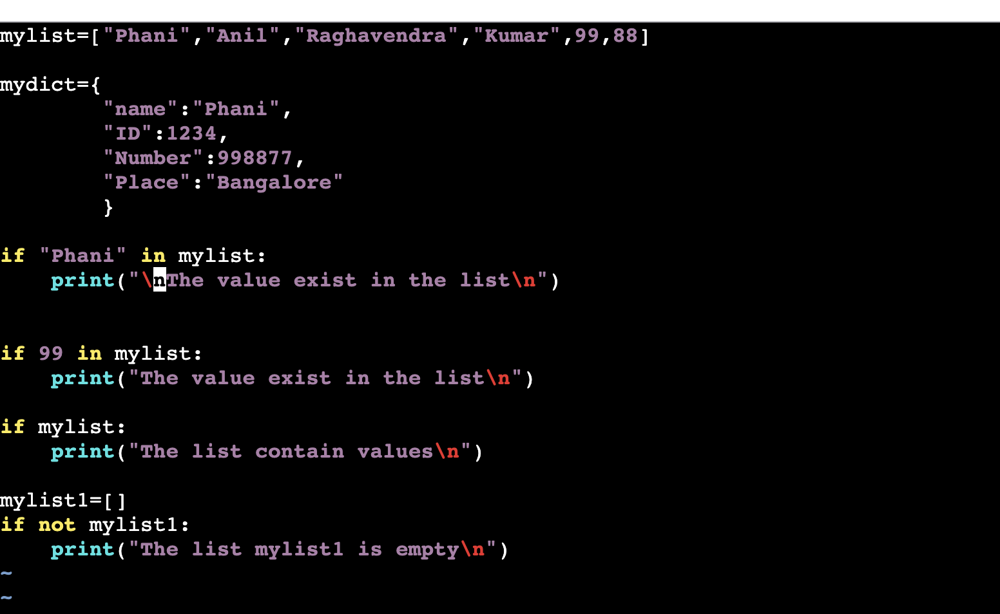 mylist=["Phani","Anil","Raghavendra","Kumar",99,88]
mydict={
        "name":"Phani",
        "ID":1234,
        "Number":998877,
        "Place":"Bangalore"
        }
if "Phani" in mylist:
    print("\nThe value exist in the list\n")
if 99 in mylist:
    print("The value exist in the list\n")
if mylist:
    print("The list contain values\n")
mylist1=[]
if not mylist1:
    print("The list mylist1 is empty\n")
~
~